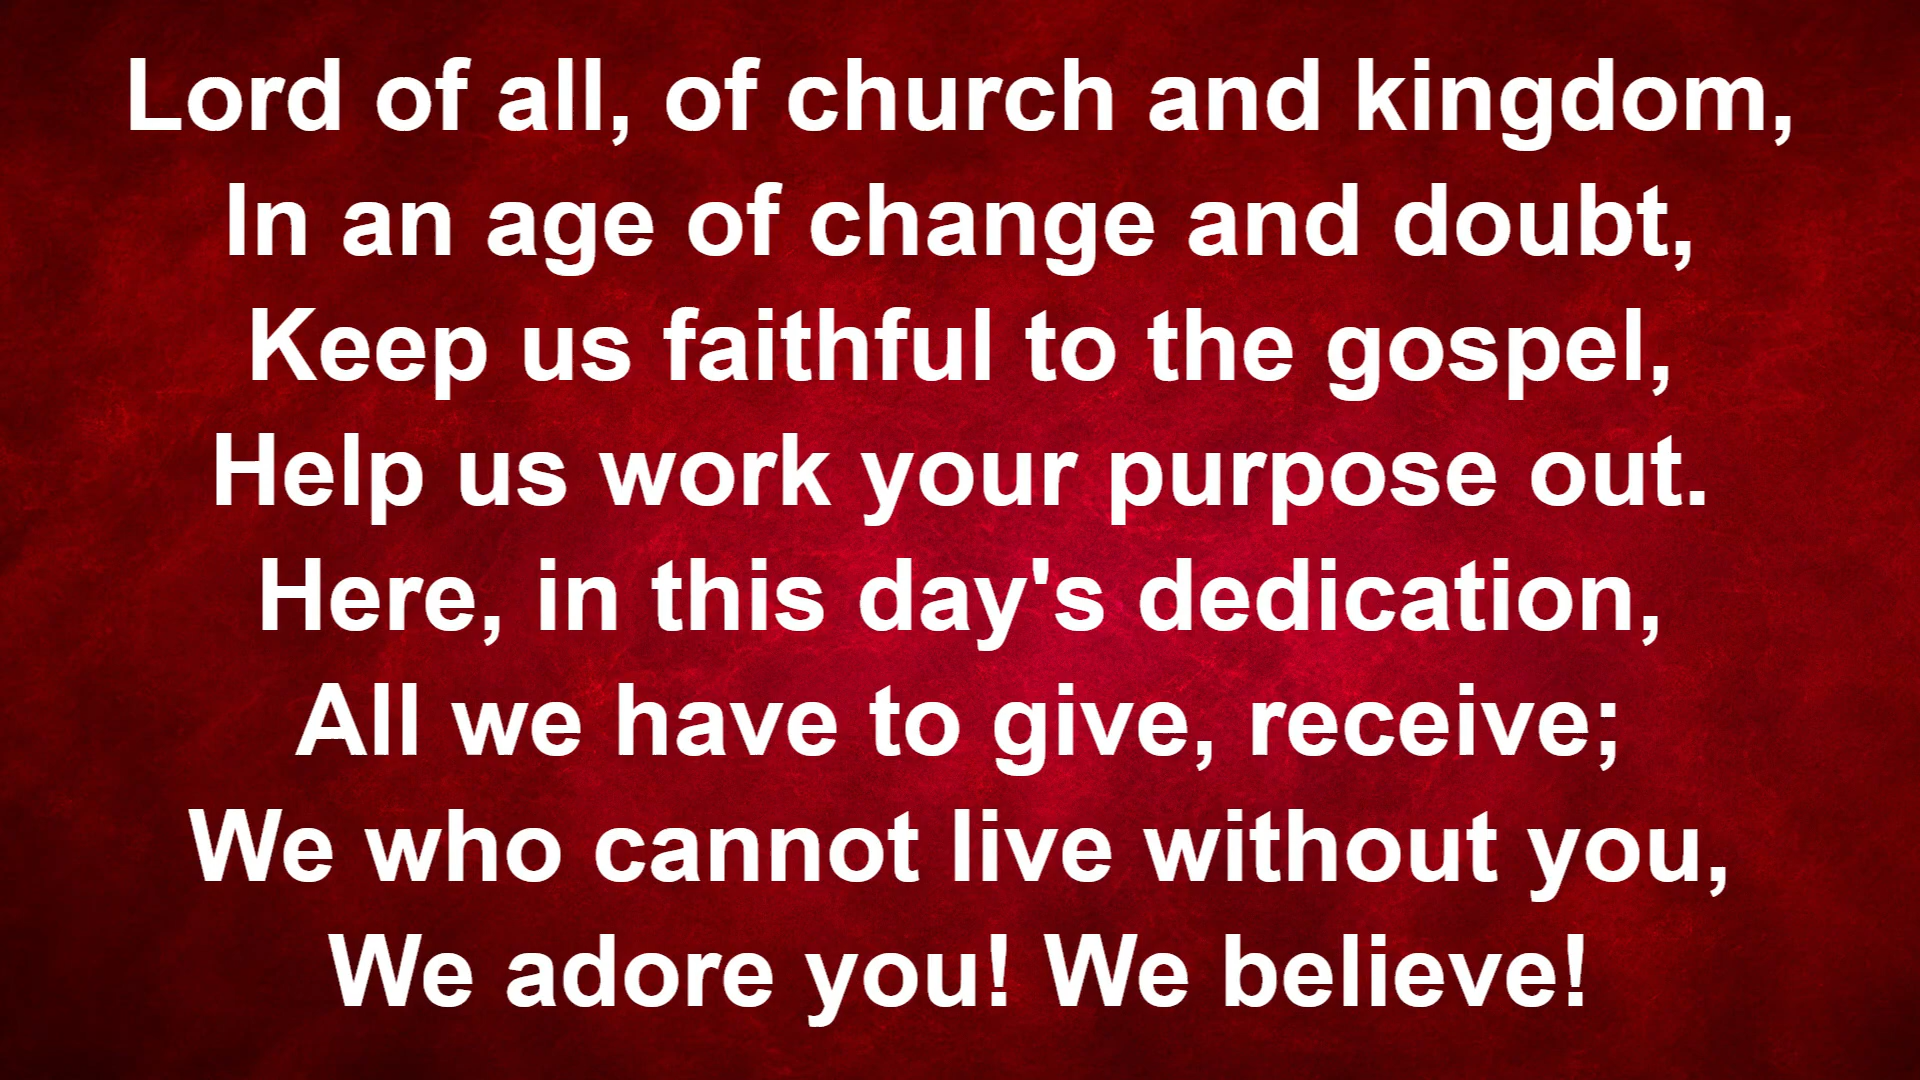 Lord of all, of church and kingdom,
In an age of change and doubt,
Keep us faithful to the gospel,
Help us work your purpose out.
Here, in this day's dedication,
All we have to give, receive;
We who cannot live without you,
We adore you! We believe!